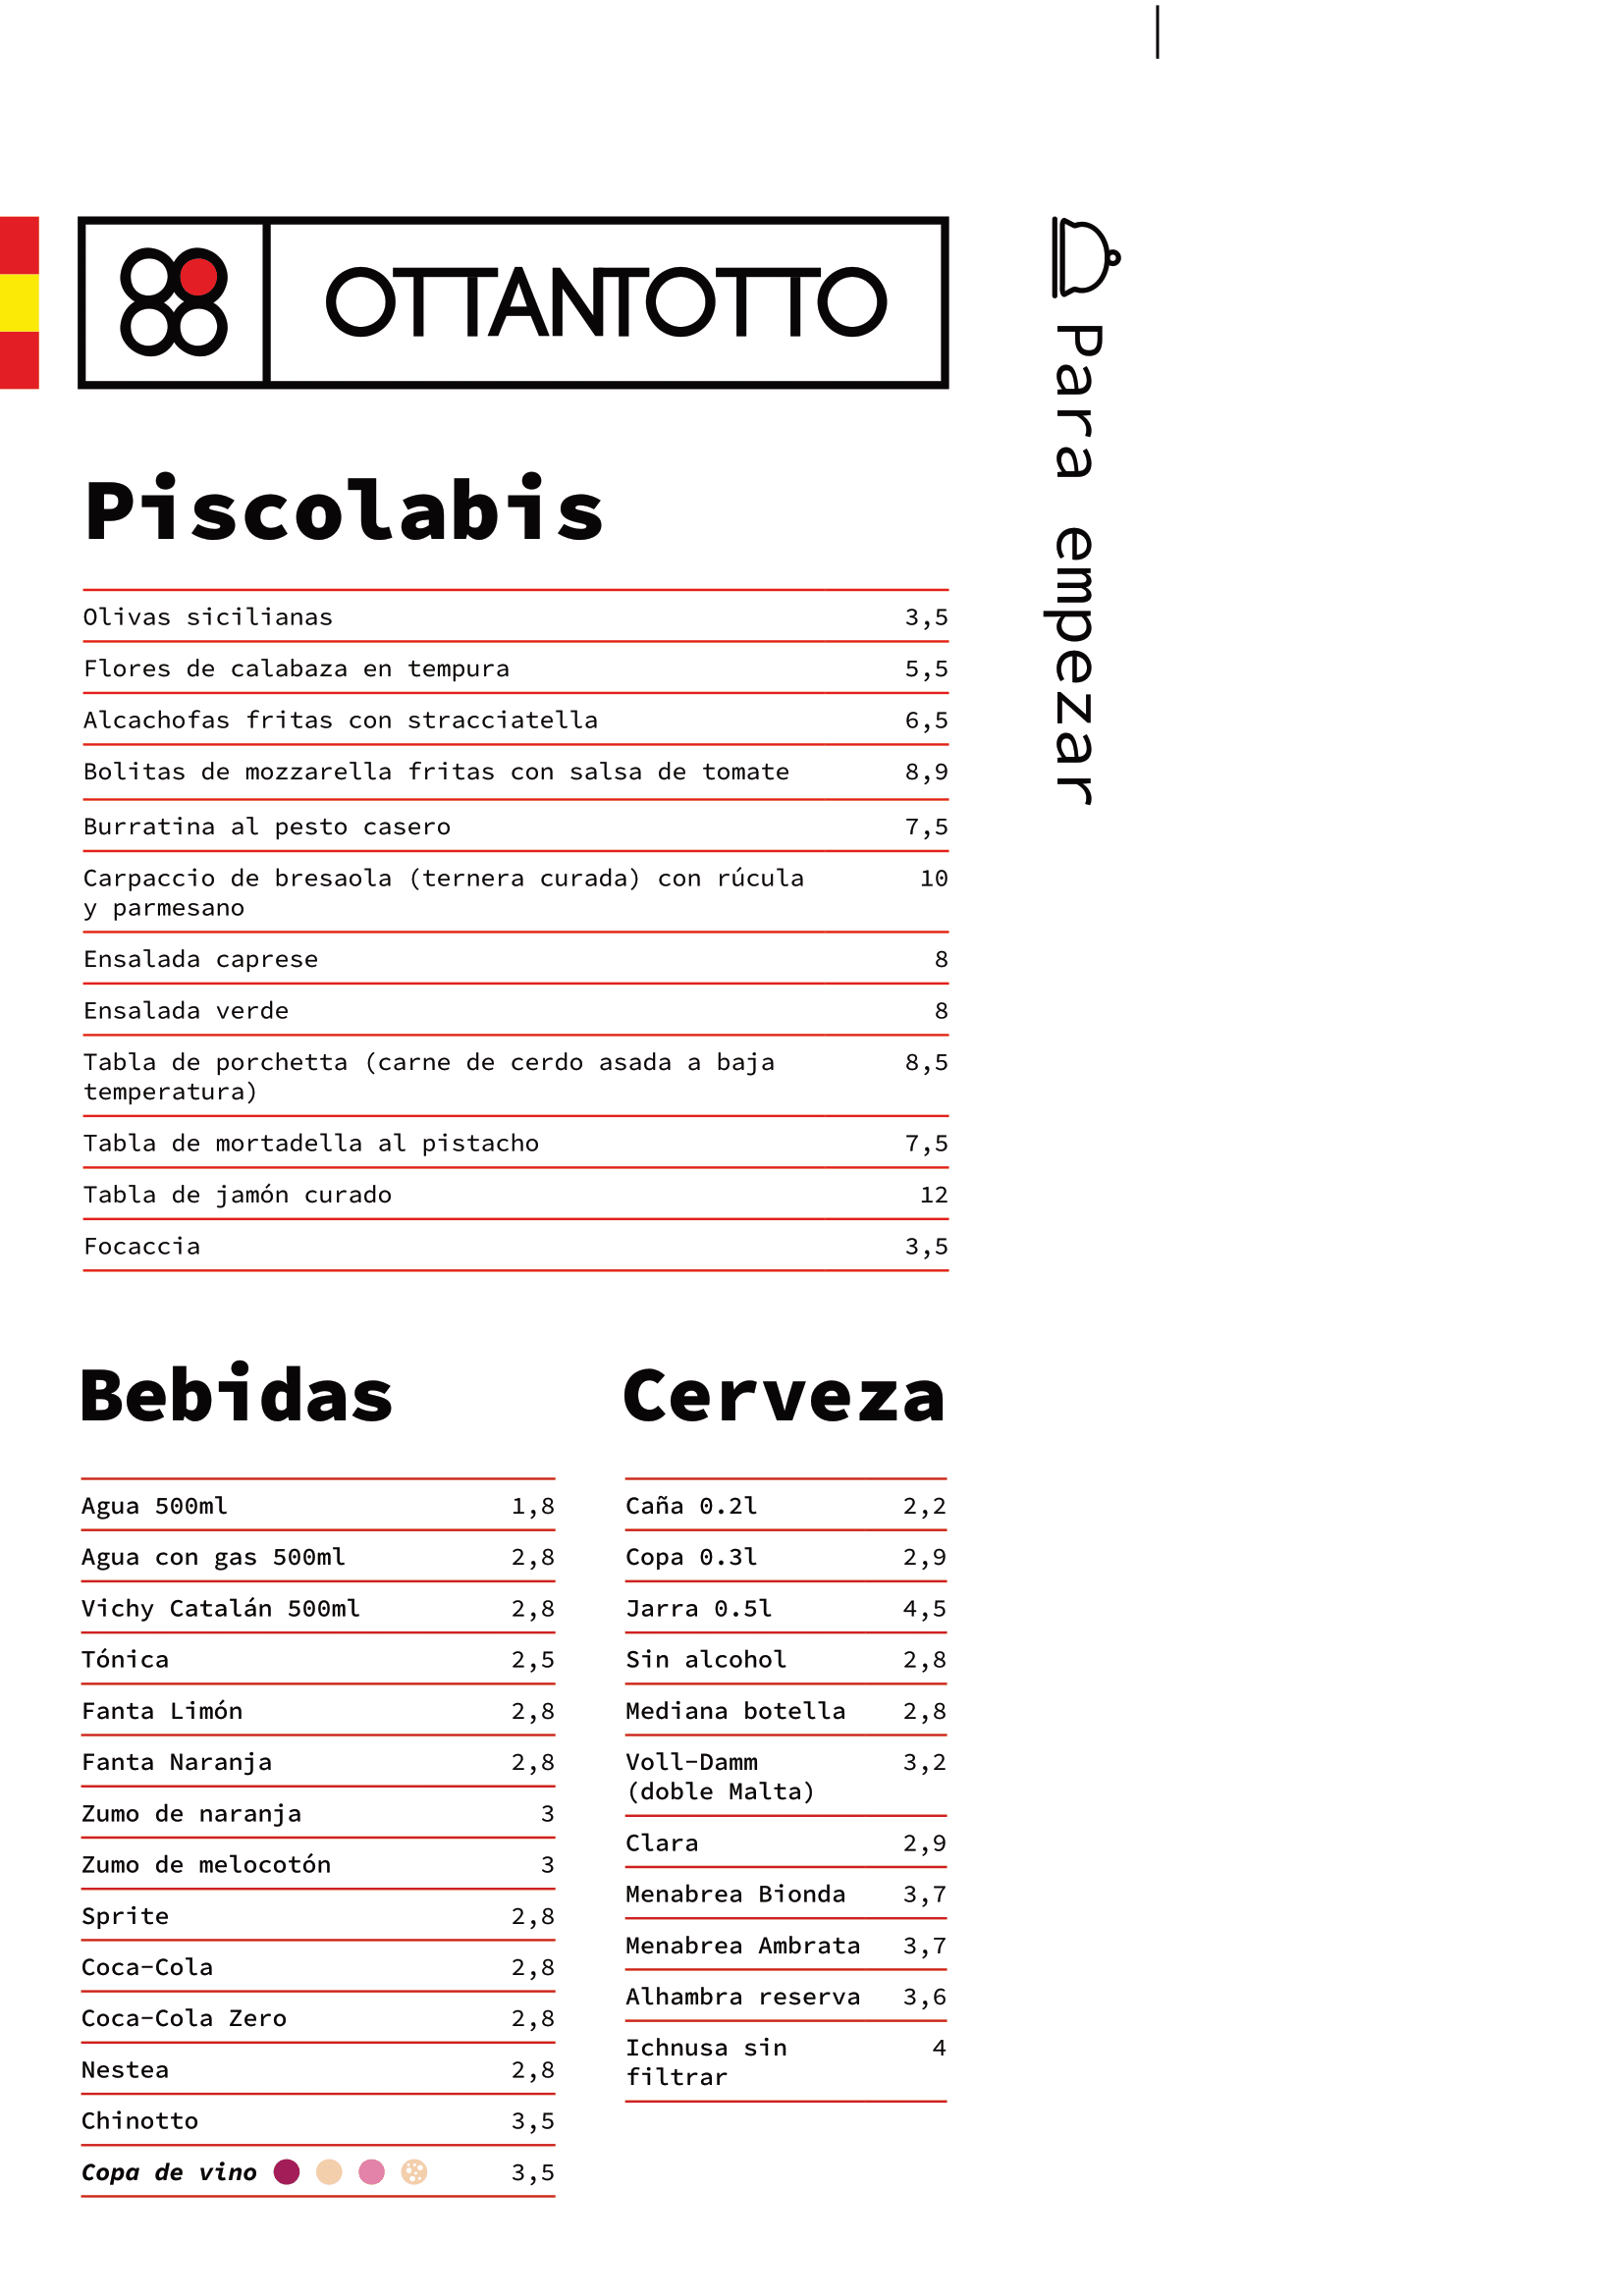 OTTANTOTTO
Para empezar
Piscolabis
Olivas sicilianas 3,5
Flores de calabaza en tempura 5,5
Alcachofas fritas con stracciatella 6,5
Bolitas de mozzarella fritas con salsa de tomate 8,9
Burratina al pesto casero 7,5
Carpaccio de bresaola (ternera curada) con rúcula 10
y parmesano
Ensalada caprese 8
Ensalada verde 8
Tabla de porchetta (carne de cerdo asada a baja 8,5
temperatura)
Tabla de mortadella al pistacho 7,5
Tabla de jamón curado 12
Focaccia 3,5
Bebidas
Agua 500ml 1,8
Agua con gas 500ml 2,8
Vichy Catalán 500ml 2,8
Tónica 2,5
Fanta Limón 2,8
Fanta Naranja 2,8
Zumo de naranja 3
Zumo de melocotón 3
Sprite 2,8
Coca-Cola 2,8
Coca-Cola Zero 2,8
Nestea 2,8
Chinotto 3,5
Copa de vino 3,5
Cerveza
Caña 0.2l 2,2
Copa 0.3l 2,9
Jarra 0.5l 4,5
Sin alcohol 2,8
Mediana botella 2,8
Voll-Damm 3,2
(doble Malta)
Clara 2,9
Menabrea Bionda 3,7
Menabrea Ambrata 3,7
Alhambra reserva 3,6
Ichnusa sin 4
filtrar